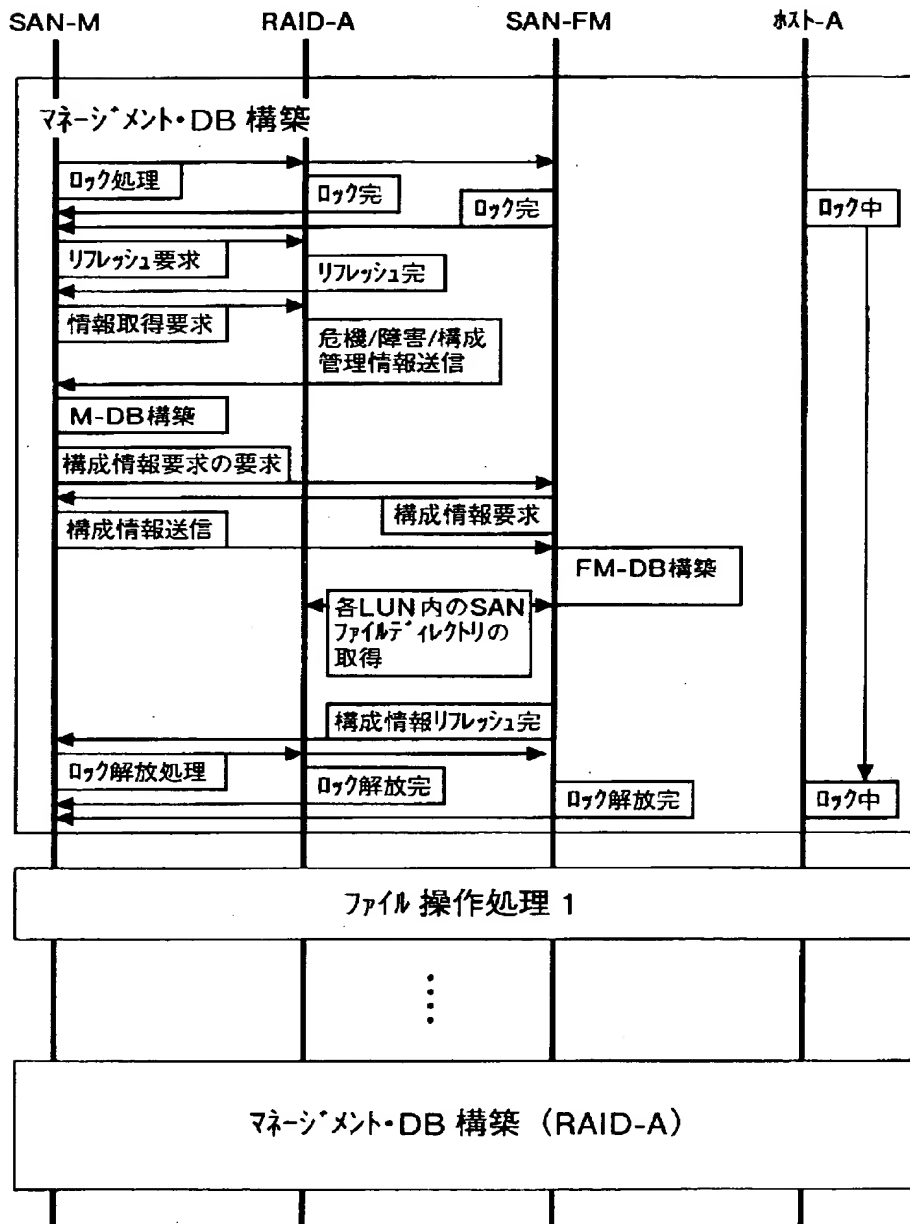 SAN-M RAID-A SAN-FM ﾎｽﾄ-A
ﾏﾈｰｼﾞﾒﾝﾄ・DB 構築
ﾛｯｸ処理
ﾛｯｸ完
ﾛｯｸ完
ﾛｯｸ中
ﾘﾌﾚｯｼｭ要求
ﾘﾌﾚｯｼｭ完
情報取得要求
危機/障害/構成
管理情報送信
M-DB構築
構成情報要求の要求
構成情報要求
構成情報送信
FM-DB構築
各LUN内のSAN
ﾌｧｲﾙﾃﾞｨﾚｸﾄﾘの
取得
構成情報ﾘﾌﾚｯｼｭ完
ﾛｯｸ解放処理
ﾛｯｸ解放完
ﾛｯｸ解放完
ﾛｯｸ中
ﾌｧｲﾙ 操作処理 1
ﾏﾈｰｼﾞﾒﾝﾄ・DB 構築 (RAID-A)